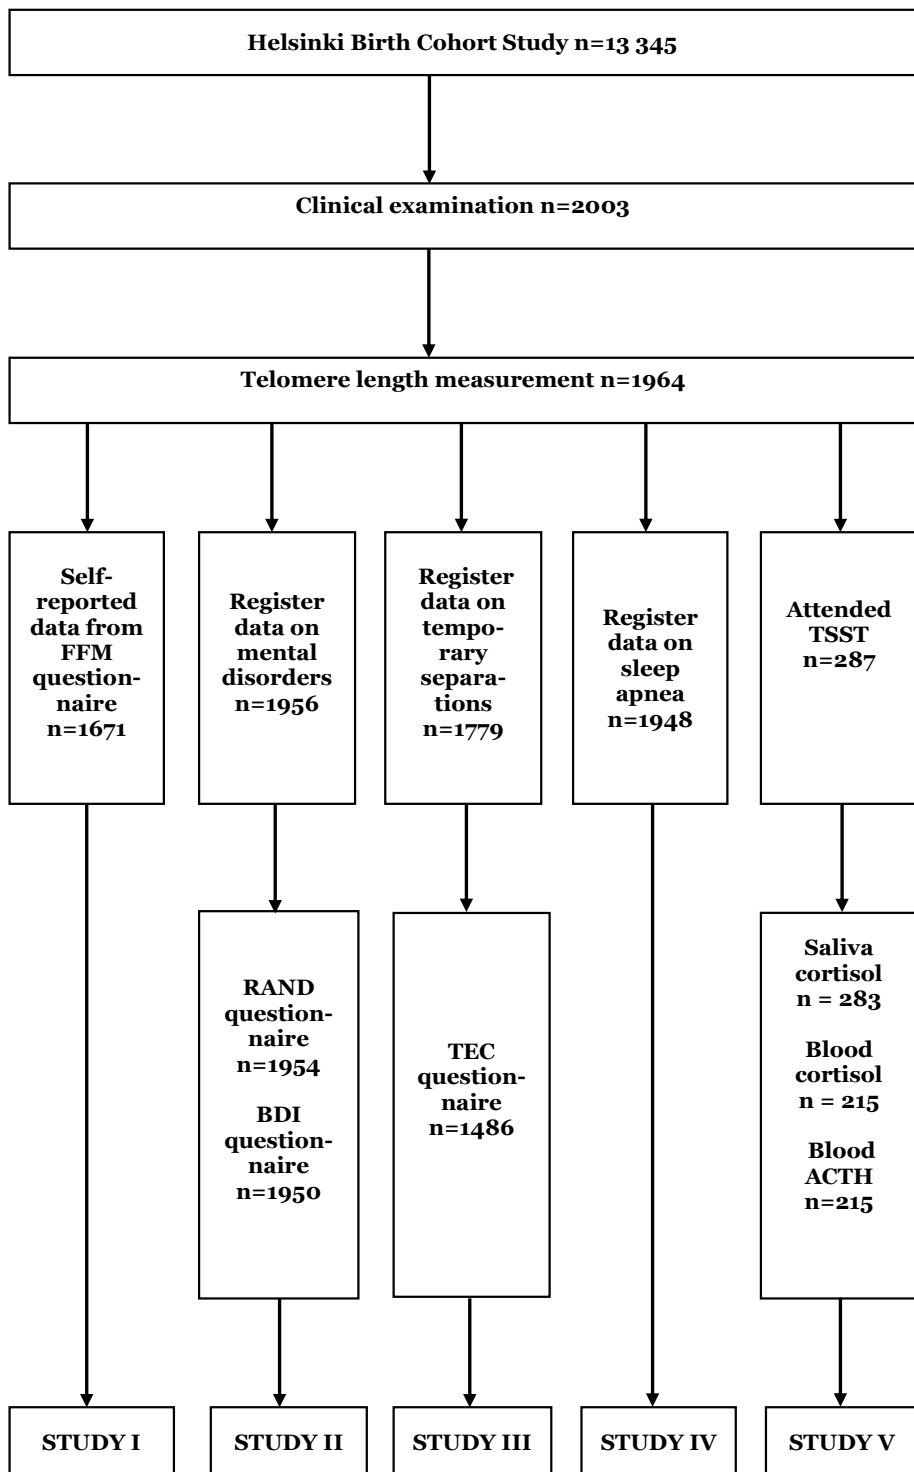 Helsinki Birth Cohort Study n=13 345
Clinical examination n=2003
Telomere length measurement n=1964
Self-
reported
data from
FFM
question-
naire
n=1671
Register
data on
mental
disorders
n=1956
Register
data on
tempo-
rary
separa-
tions
n=1779
Register
data on
sleep
apnea
n=1948
Attended
TSST
n=287
RAND
question-
naire
n=1954
BDI
question-
naire
n=1950
TEC
question-
naire
n=1486
Saliva
cortisol
n = 283
Blood
cortisol
n = 215
Blood
ACTH
n=215
STUDY I
STUDY II
STUDY III
STUDY IV
STUDY V